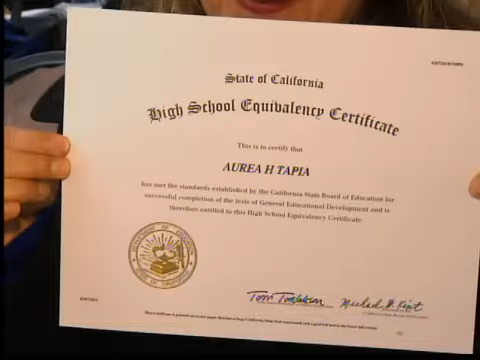 State of California
High School Equivalency Certificate
This is to certify that
AUREA H TAPIA
has met the standards established by the California State Board of Education for
successful completion of the tests of General Educational Development and is
therefore entitled to this High School Equivalency Certificate.